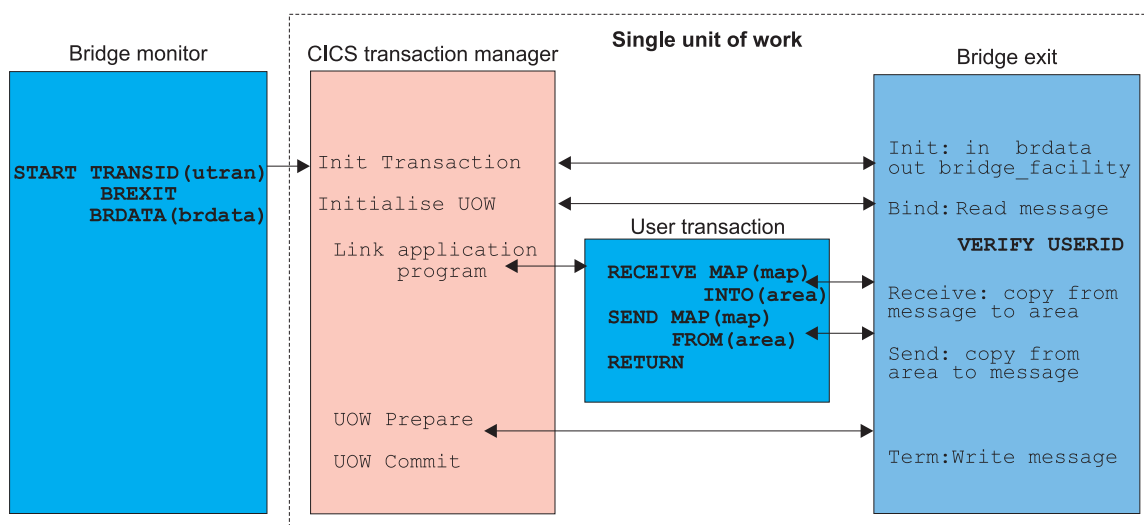 Single unit of work
Bridge monitor
START TRANSID(utran)
BREXIT
BRDATA(brdata)
CICS transaction manager
Init Transaction
Initialise UOW
Link application
program
UOW Prepare
UOW Commit
User transaction
RECEIVE MAP(map)
INTO(area)
SEND MAP(map)
FROM(area)
RETURN
Bridge exit
Init: in brdata
out bridge_facility
Bind: Read message
VERIFY USERID
Receive: copy from
message to area
Send: copy from
area to message
Term:Write message